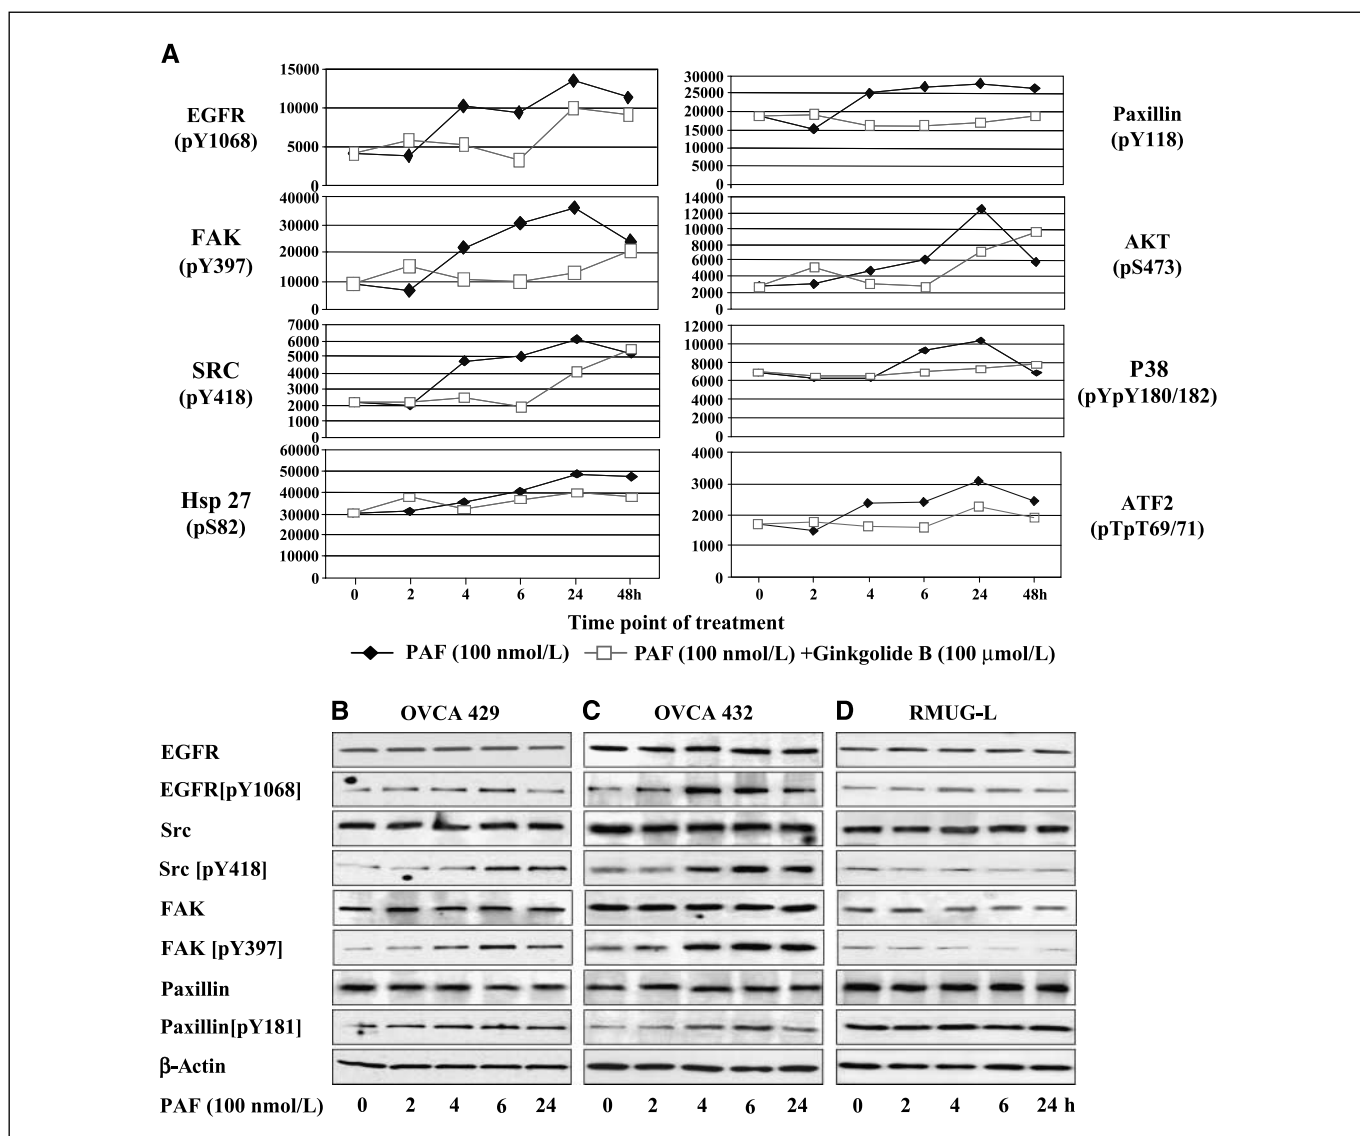 A
EGFR
(pY1068)
15000
10000
5000
0
30000
25000
20000
15000
10000
5000
0
Paxillin
(pY118)
FAK
(pY397)
40000
30000
20000
10000
0
14000
12000
10000
8000
6000
4000
2000
0
AKT
(pS473)
SRC
(pY418)
7000
6000
5000
4000
3000
2000
1000
0
12000
10000
8000
6000
4000
2000
0
P38
(pYpY180/182)
Hsp 27
(pS82)
60000
50000
40000
30000
20000
10000
0
4000
3000
2000
1000
0
ATF2
(pTpT69/71)
0 2 4 6 24 48h
0 2 4 6 24 48h
Time point of treatment
PAF (100 nmol/L) PAF (100 nmol/L) +Ginkgolide B (100 μmol/L)
B OVCA 429 C OVCA 432 D RMUG-L
EGFR
EGFR[pY1068]
Src
Src [pY418]
FAK
FAK [pY397]
Paxillin
Paxillin[pY181]
β-Actin
PAF (100 nmol/L) 0 2 4 6 24 0 2 4 6 24 0 2 4 6 24 h